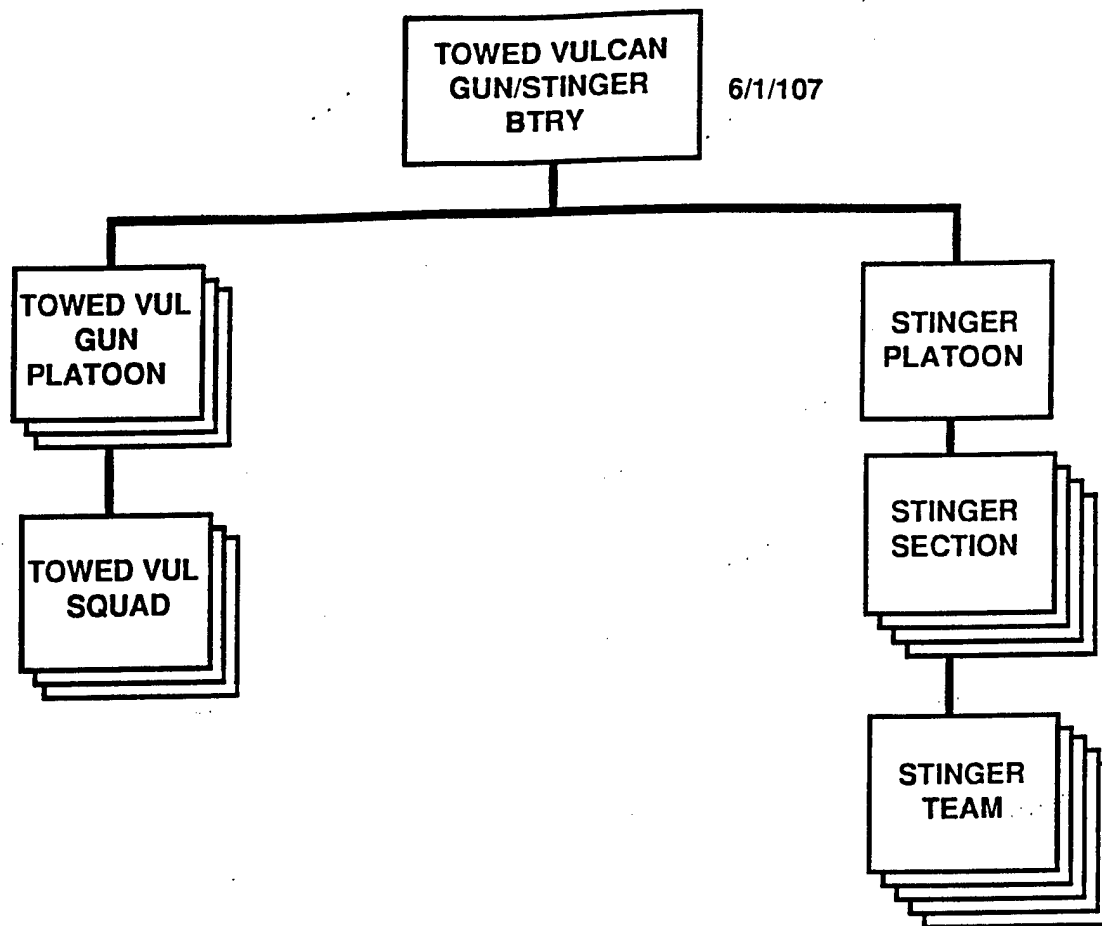 TOWED VULCAN
GUN/STINGER
BTRY
6/1/107
TOWED VUL
GUN
PLATOON
STINGER
PLATOON
TOWED VUL
SQUAD
STINGER
SECTION
STINGER
TEAM